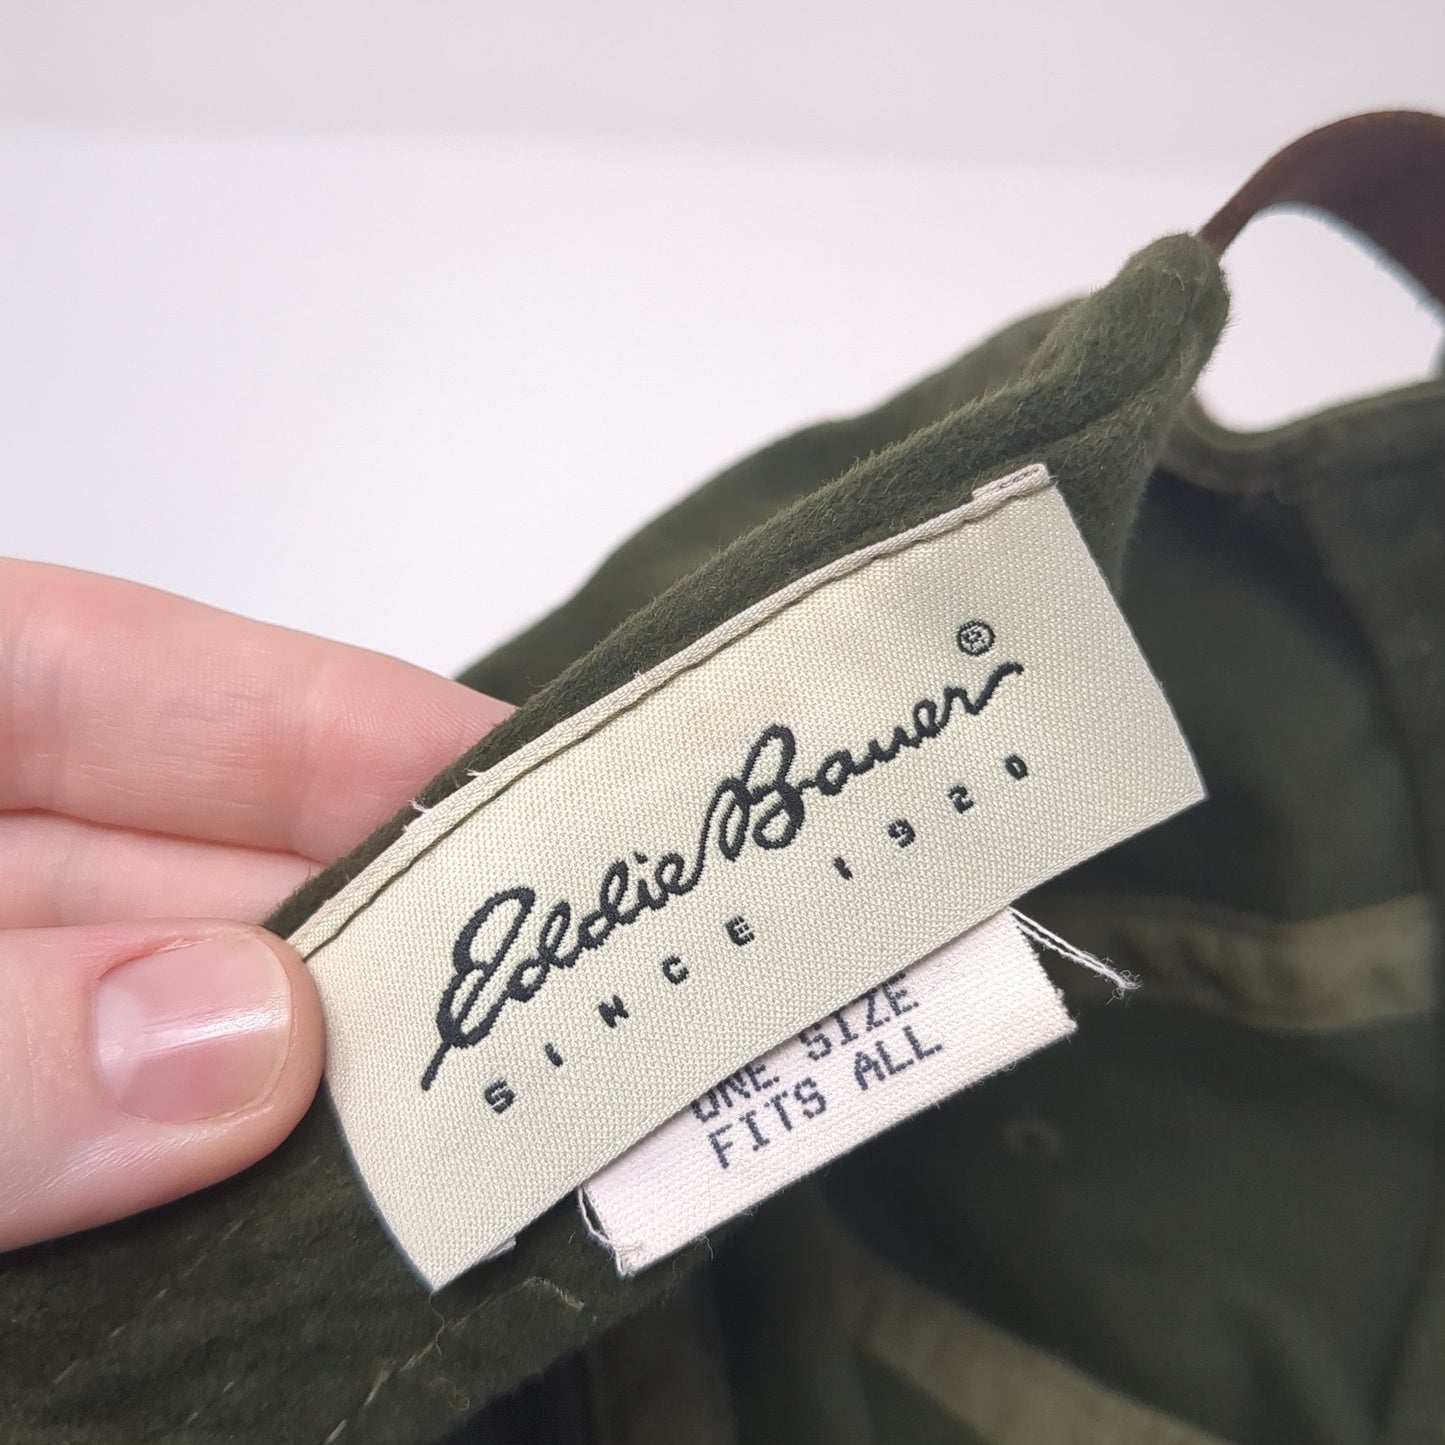 Eddie Bauer®
SINCE 1920
ONE SIZE
FITS ALL